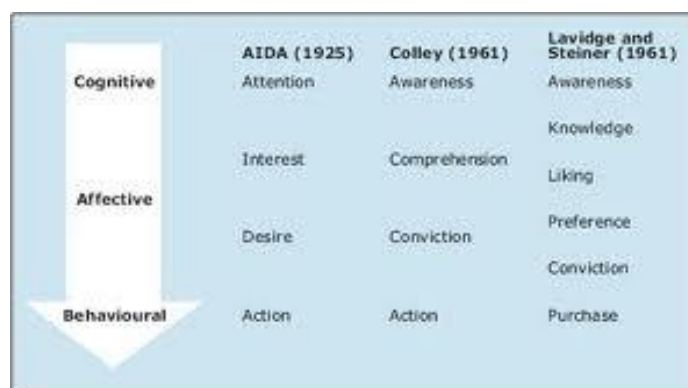 AIDA (1925) Colley (1961) Lavidge and Steiner (1961)
Cognitive Attention Awareness Awareness
Knowledge
Interest Comprehension
Liking
Affective
Preference
Desire Conviction
Conviction
Behavioural Action Action Purchase